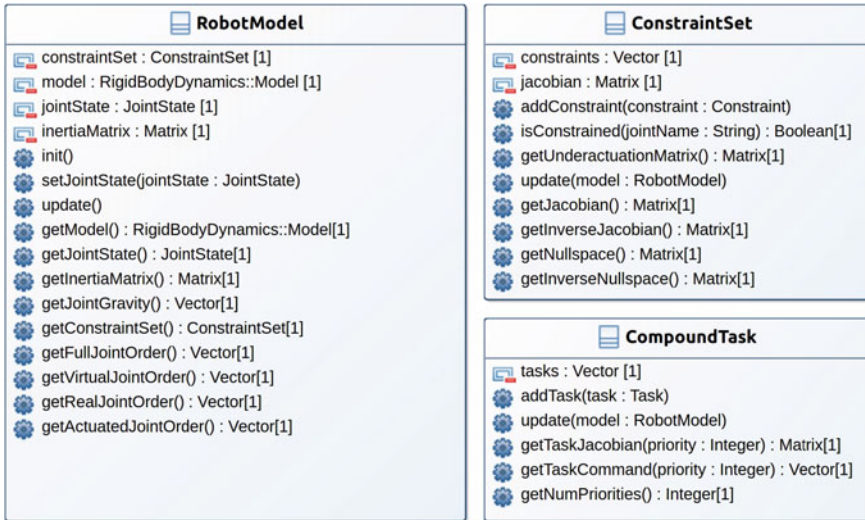 RobotModel
constraintSet : ConstraintSet [1]
model : RigidBodyDynamics::Model [1]
jointState : JointState [1]
inertiaMatrix : Matrix [1]
init()
setJointState(jointState : JointState)
update()
getModel() : RigidBodyDynamics::Model[1]
getJointState() : JointState[1]
getInertiaMatrix() : Matrix[1]
getJointGravity() : Vector[1]
getConstraintSet() : ConstraintSet[1]
getFullJointOrder() : Vector[1]
getVirtualJointOrder() : Vector[1]
getRealJointOrder() : Vector[1]
getActuatedJointOrder() : Vector[1]
ConstraintSet
constraints : Vector [1]
jacobian : Matrix [1]
addConstraint(constraint : Constraint)
isConstrained(jointName : String) : Boolean[1]
getUnderactuationMatrix() : Matrix[1]
update(model : RobotModel)
getJacobian() : Matrix[1]
getInverseJacobian() : Matrix[1]
getNullspace() : Matrix[1]
getInverseNullspace() : Matrix[1]
CompoundTask
tasks : Vector [1]
addTask(task : Task)
update(model : RobotModel)
getTaskJacobian(priority : Integer) : Matrix[1]
getTaskCommand(priority : Integer) : Vector[1]
getNumPriorities() : Integer[1]